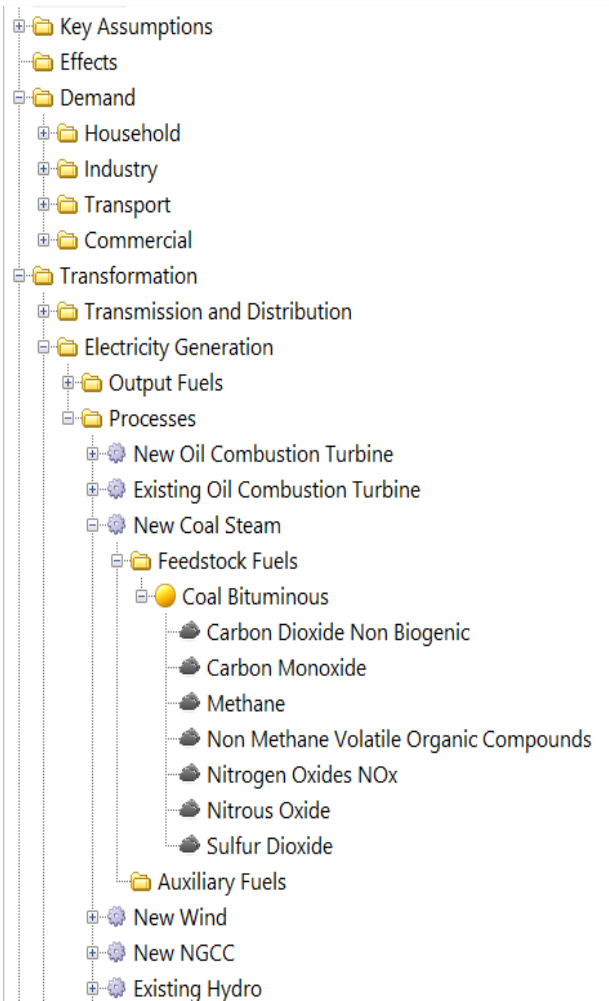 Key Assumptions
Effects
Demand
Household
Industry
Transport
Commercial
Transformation
Transmission and Distribution
Electricity Generation
Output Fuels
Processes
New Oil Combustion Turbine
Existing Oil Combustion Turbine
New Coal Steam
Feedstock Fuels
Coal Bituminous
Carbon Dioxide Non Biogenic
Carbon Monoxide
Methane
Non Methane Volatile Organic Compounds
Nitrogen Oxides NOx
Nitrous Oxide
Sulfur Dioxide
Auxiliary Fuels
New Wind
New NGCC
Existing Hydro